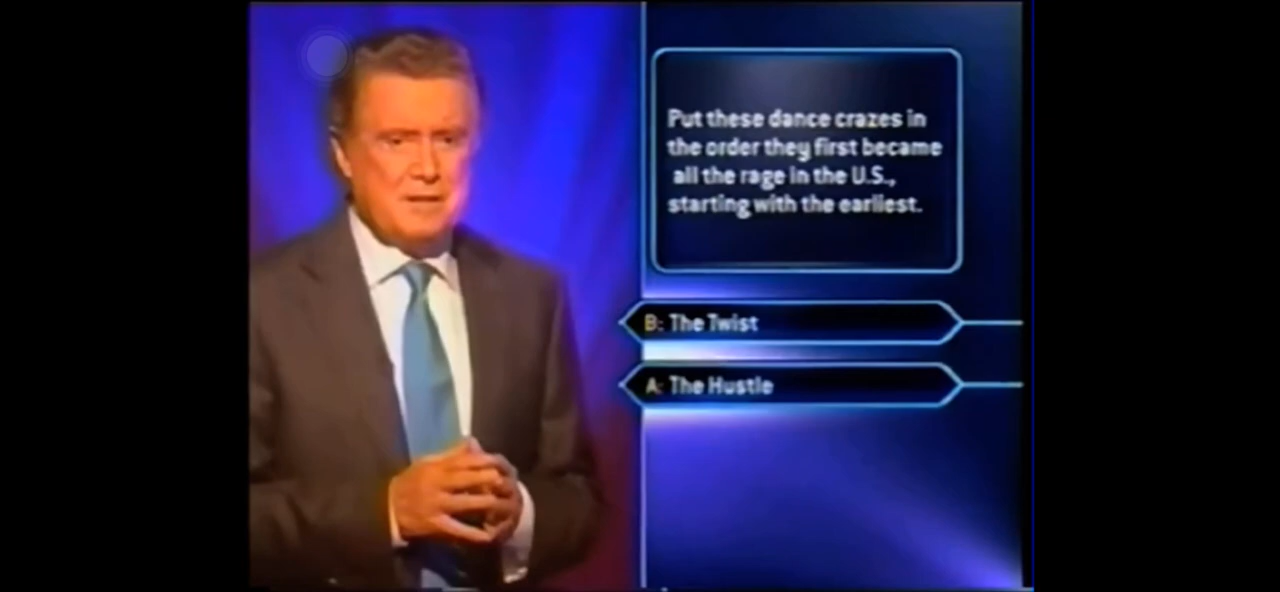 Put these dance crazes in
the order they first became
all the rage in the U.S.,
starting with the earliest.
B: The Twist
A: The Hustle